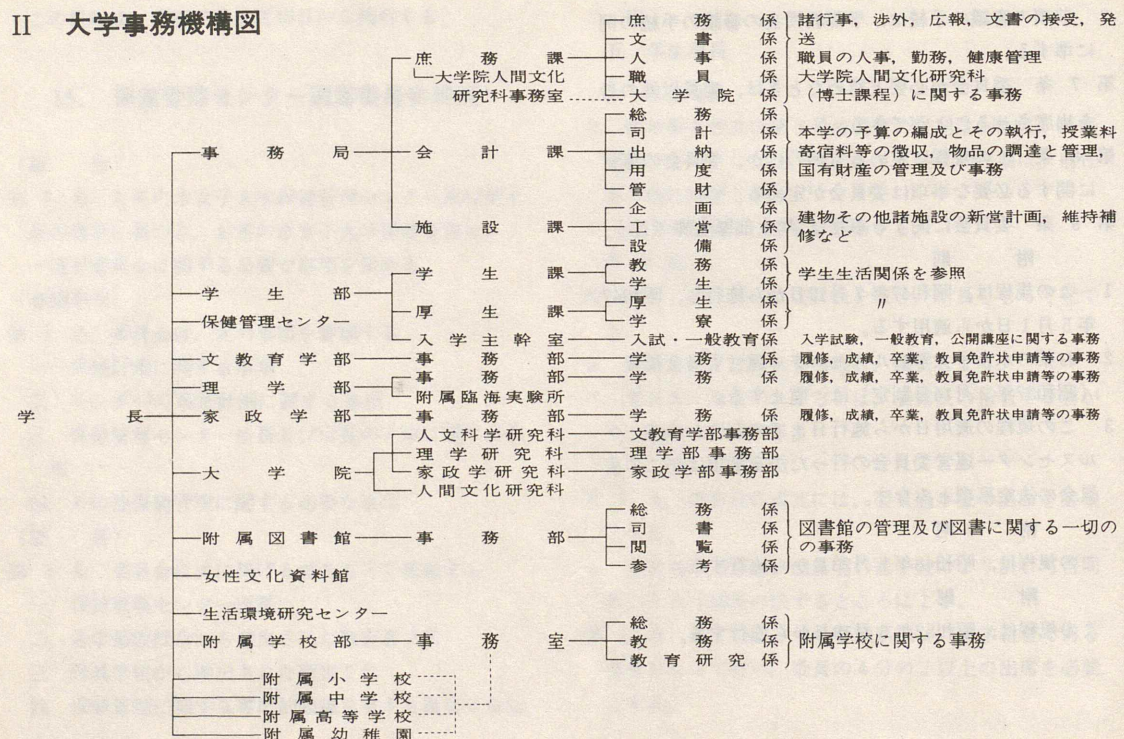 II 大学事務機構図
庶務係 諸行事，渉外，広報，文書の接受，発
庶務課 文書係 送
人事係 職員の人事，勤務，健康管理
大学院人間文化 職員係 大学院人間文化研究科
研究科事務室 大学院係 (博士課程)に関する事務
総務係
司計係 本学の予算の編成とその執行，授業料
事務局 会計課 出納係 寄宿料等の徴収，物品の調達と管理，
用度係 国有財産の管理及び事務
管財係
企画係
施設課 工営係 建物その他諸施設の新営計画，維持補
設備係 修など
学生課 教務係
学生係 学生生活関係を参照
学生部
厚生課 厚生係 〃
学寮係
保健管理センター
入学主幹室 入試・一般教育係 入学試験，一般教育，公開講座に関する事務
文教育学部 事務部 学務係 履修，成績，卒業，教員免許状申請等の事務
理学部 事務部 学務係 履修，成績，卒業，教員免許状申請等の事務
附属臨海実験所
学長 家政学部 事務部 学務係 履修，成績，卒業，教員免許状申請等の事務
人文科学研究科 文教育学部事務部
理学研究科 理学部事務部
大学院 家政学研究科 家政学部事務部
人間文化研究科
総務係
附属図書館 事務部 司書係 図書館の管理及び図書に関する一切の
閲覧係 の事務
参考係
女性文化資料館
生活環境研究センター
総務係
附属学校部 事務室 教務係 附属学校に関する事務
教育研究係
附属小学校
附属中学校
附属高等学校
附属幼稚園